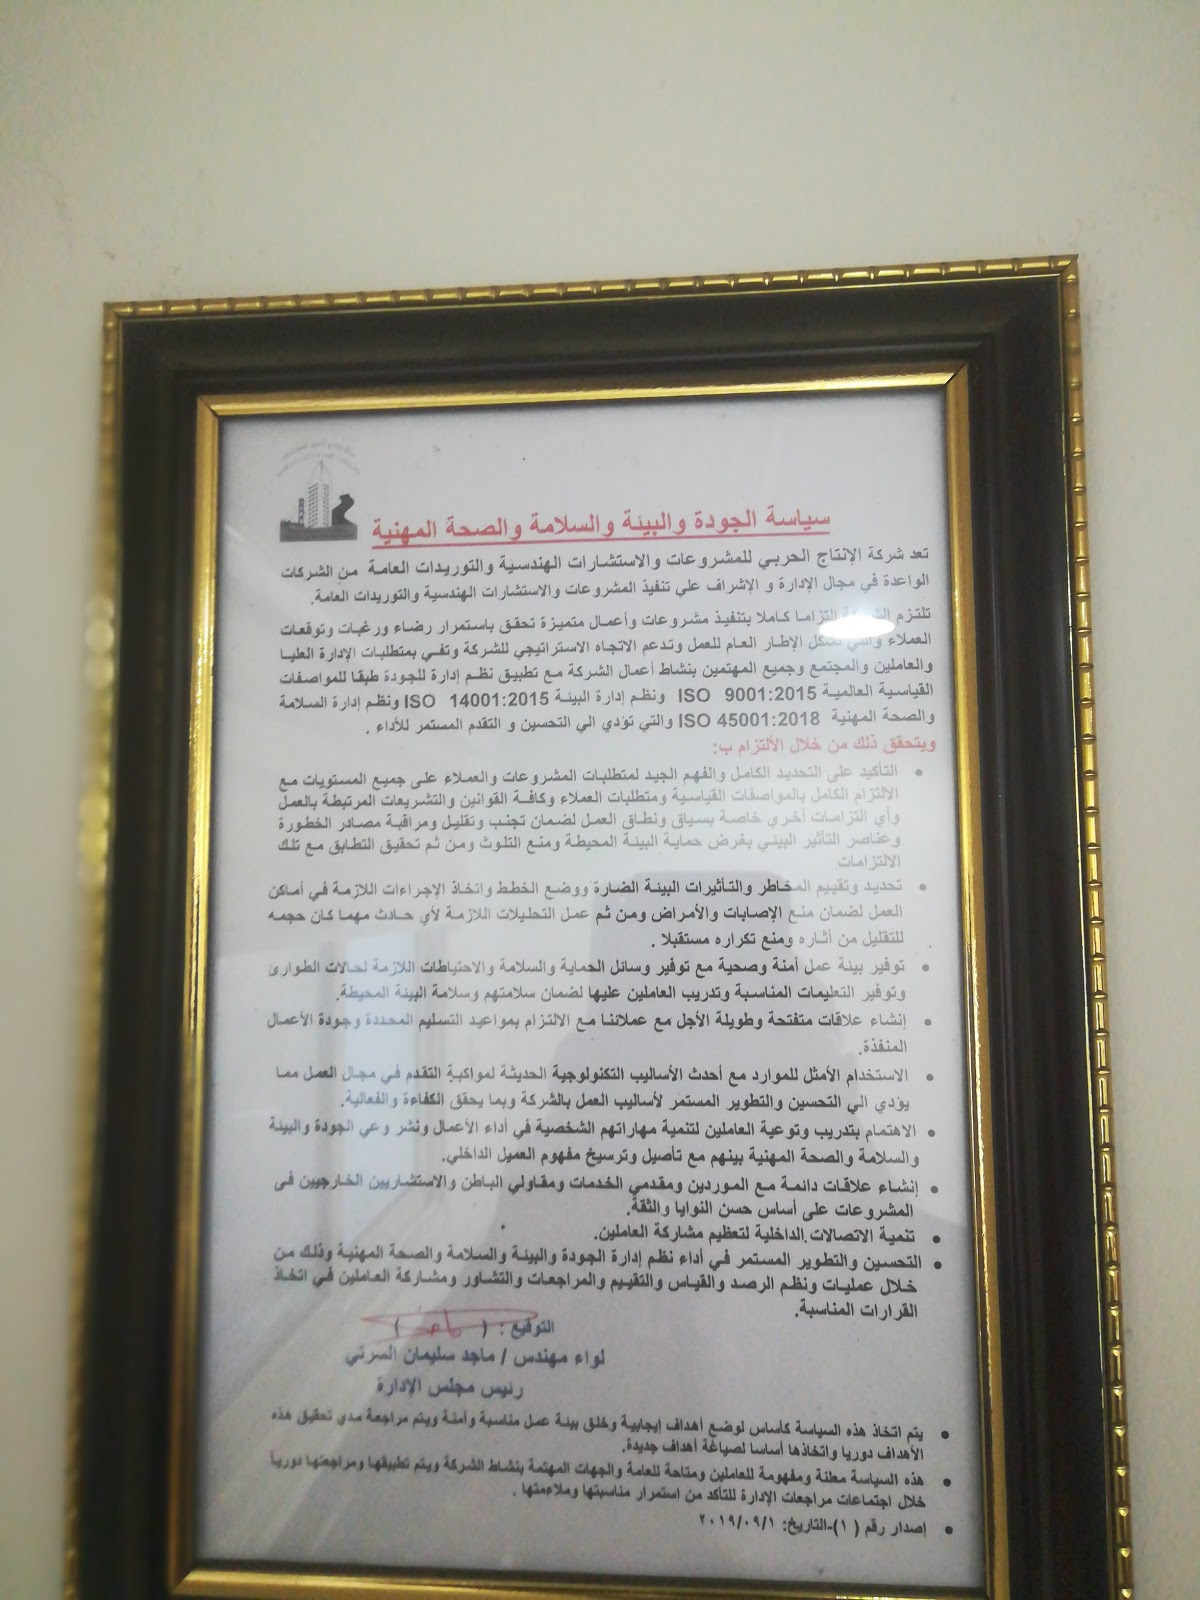 سياسة الجودة والبيئة والسلامة والصحة المهنية
تعد شركة الإنتاج الحربي للمشروعات والاستشارات الهندسية والتوريدات العامة من الشركات
الواعدة في مجال الإدارة و الإشراف علي تنفيذ المشروعات والاستشارات الهندسية والتوريدات العامة.
تلتزم الشركة التزاما كاملا بتنفيذ مشروعات وأعمال متميزة تحقق باستمرار رضاء ورغبات وتوقعات
العملاء والتي تشكل الإطار العام للعمل وتدعم الاتجاه الاستراتيجي للشركة وتفي بمتطلبات الإدارة العليا
والعاملين والمجتمع وجميع المهتمين بنشاط أعمال الشركة مع تطبيق نظم إدارة للجودة طبقا للمواصفات
القياسية العالمية ISO 9001:2015 ونظم إدارة البيئة ISO 14001:2015 ونظم إدارة السلامة
والصحة المهنية ISO 45001:2018 والتي تؤدي الي التحسين و التقدم المستمر للأداء .
ويتحقق ذلك من خلال الألتزام ب:
• التأكيد على التحديد الكامل والفهم الجيد لمتطلبات المشروعات والعملاء على جميع المستويات مع
الالتزام الكامل بالمواصفات القياسية ومتطلبات العملاء وكافة القوانين والتشريعات المرتبطة بالعمل
وأي التزامات أخري خاصة بسياق ونطاق العمل لضمان تجنب وتقليل ومراقبة مصادر الخطورة
وعناصر التأثير البيئي بغرض حماية البيئة المحيطة ومنع التلوث ومن ثم تحقيق التطابق مع تلك
الالتزامات
• تحديد وتقييم المخاطر والتأثيرات البيئة الضارة ووضع الخطط واتخاذ الإجراءات اللازمة في أماكن
العمل لضمان منع الإصابات والأمراض ومن ثم عمل التحليلات اللازمة لأي حادث مهما كان حجمه
للتقليل من أثاره ومنع تكراره مستقبلا .
• توفير بيئة عمل أمنة وصحية مع توفير وسائل الحماية والسلامة والاحتياطات اللازمة لحالات الطوارئ
وتوفير التعليمات المناسبة وتدريب العاملين عليها لضمان سلامتهم وسلامة البيئة المحيطة.
• إنشاء علاقات متفتحة وطويلة الأجل مع عملائنا مع الالتزام بمواعيد التسليم المحددة وجودة الأعمال
المنفذة.
• الاستخدام الأمثل للموارد مع أحدث الأساليب التكنولوجية الحديثة لمواكبة التقدم في مجال العمل مما
يؤدي الي التحسين والتطوير المستمر لأساليب العمل بالشركة وبما يحقق الكفاءة والفعالية.
• الاهتمام بتدريب وتوعية العاملين لتنمية مهاراتهم الشخصية في أداء الأعمال ونشر وعي الجودة والبيئة
والسلامة والصحة المهنية بينهم مع تأصيل وترسيخ مفهوم العميل الداخلي.
• إنشاء علاقات دائمة مع الموردين ومقدمي الخدمات ومقاولي الباطن والاستشاريين الخارجيين فى
المشروعات على أساس حسن النوايا والثقة.
• تنمية الاتصالات الداخلية لتعظيم مشاركة العاملين.
• التحسين والتطوير المستمر في أداء نظم إدارة الجودة والبيئة والسلامة والصحة المهنية وذلك من
خلال عمليات ونظم الرصد والقياس والتقييم والمراجعات والتشاور ومشاركة العاملين في اتخاذ
القرارات المناسبة.
التوقيع : ( ماجد )
لواء مهندس / ماجد سليمان السرتي
رئيس مجلس الإدارة
• يتم اتخاذ هذه السياسة كأساس لوضع أهداف إيجابية وخلق بيئة عمل مناسبة وأمنة ويتم مراجعة مدي تحقيق هذه
الأهداف دوريا واتخاذها أساسا لصياغة أهداف جديدة.
• هذه السياسة معلنة ومفهومة للعاملين ومتاحة للعامة والجهات المهتمة بنشاط الشركة ويتم تطبيقها ومراجعتها دوريا
خلال اجتماعات مراجعات الإدارة للتأكد من استمرار مناسبتها وملاءمتها .
• إصدار رقم ( ١)-التاريخ: ٢٠١٩/٠٩/١